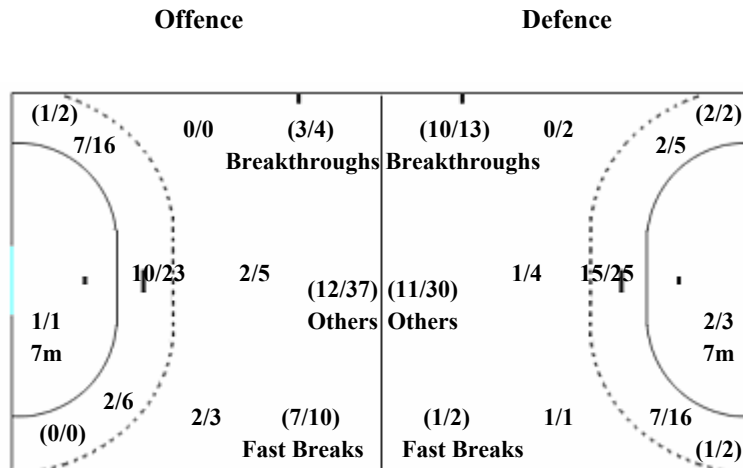 Offence Defence
(1/2) 0/0 (3/4) (10/13) 0/2 (2/2)
7/16 2/5
Breakthroughs Breakthroughs
10/23 2/5 1/4 15/25
(12/37) (11/30)
Others Others
1/1 2/3
7m 7m
2/6
2/3 (7/10) (1/2) 1/1 7/16
(0/0)
Fast Breaks Fast Breaks (1/2)